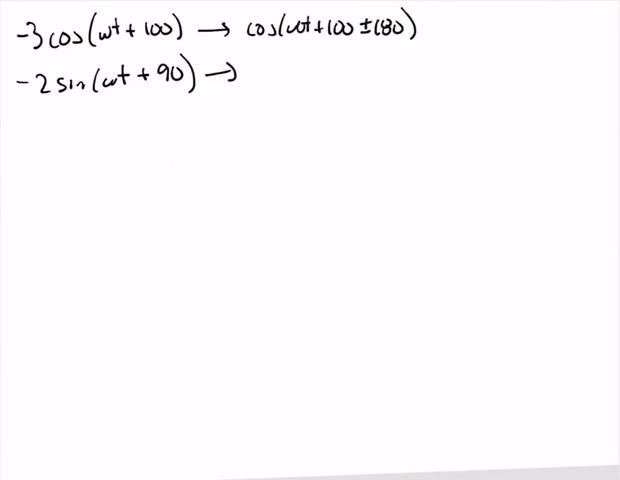 -3cos(ωt + 100) → cos(ωt+100 ±180)
-2sin(ωt + 90) →